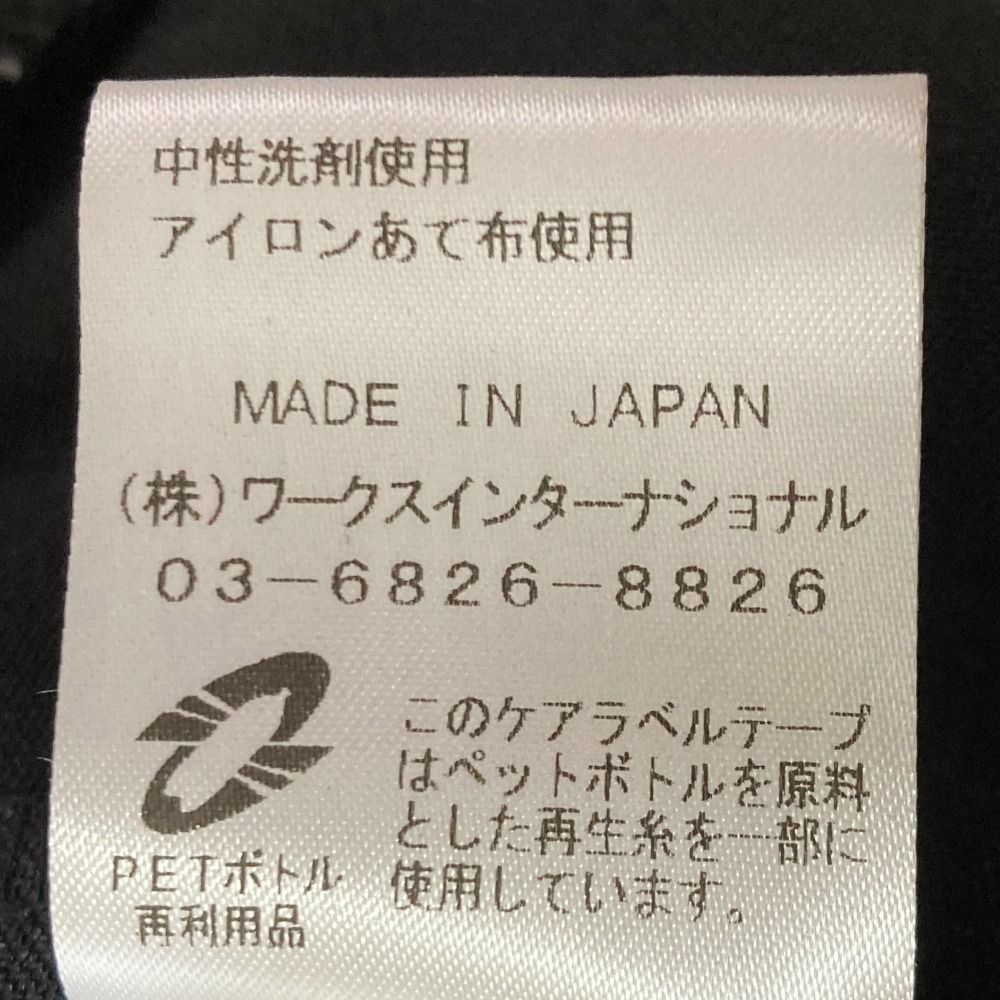 中性洗剤使用
アイロンあて布使用
MADE IN JAPAN
(株)ワークスインターナショナル
03-6826-8826
PETボトル
再利用品
このケアラベルテープ
はペットボトルを原料
とした再生糸を一部に
使用しています。